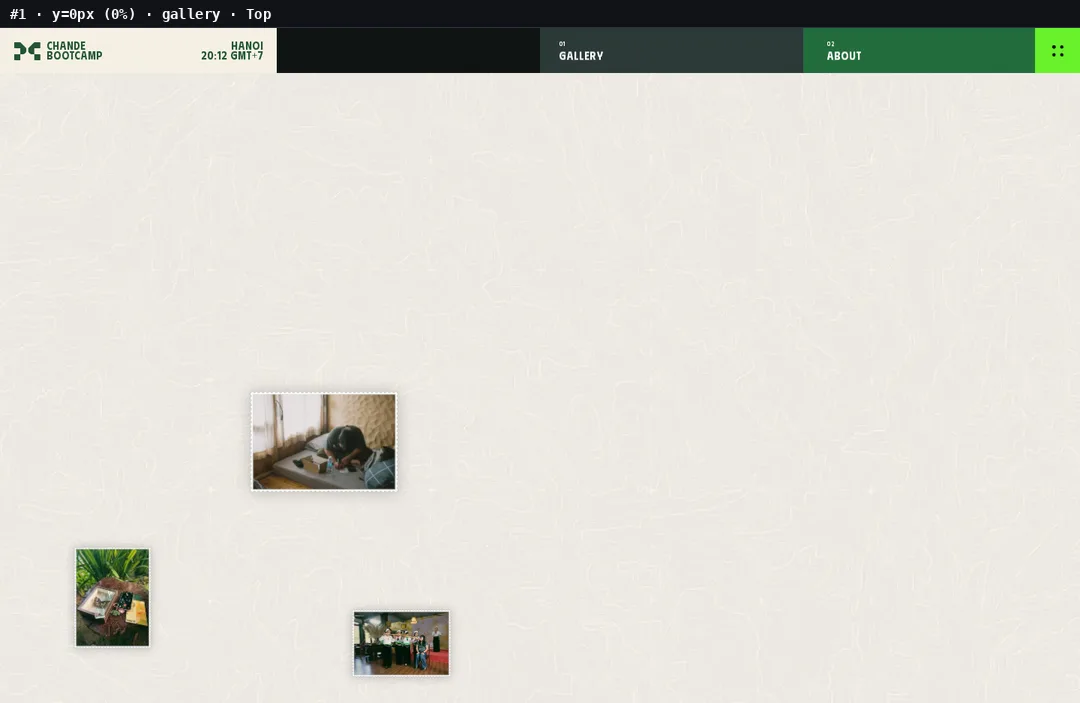 #1 · y=0px (0%) · gallery · Top
CHANDE
BOOTCAMP
HANOI
20:12 GMT+7
01
GALLERY
02
ABOUT